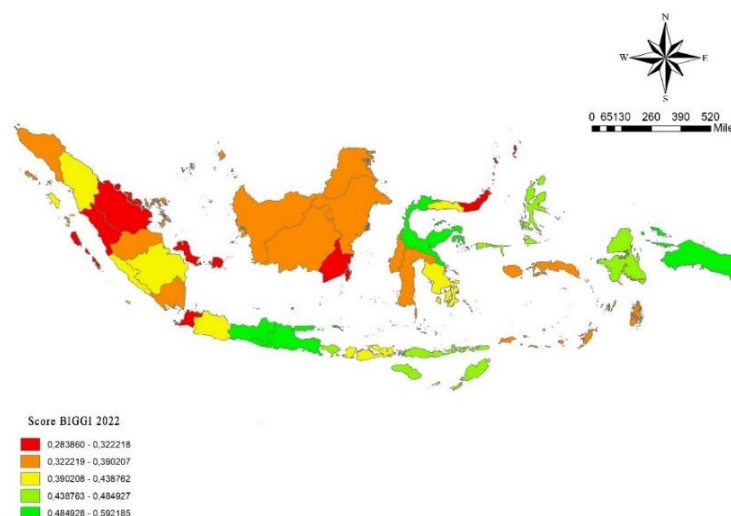 N
W E
S
0 65130 260 390 520
Mile
Score BIGGI 2022
0,283860 - 0,322218
0,322219 - 0,390207
0,390208 - 0,438762
0,438763 - 0,484927
0,484928 - 0,592185